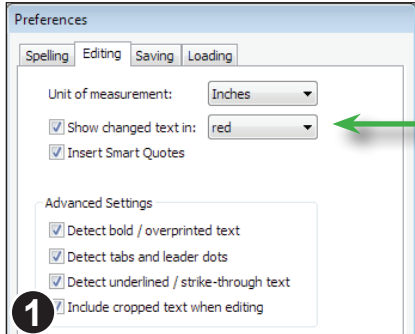 Preferences
Spelling Editing Saving Loading
Unit of measurement: Inches
Show changed text in: red
Insert Smart Quotes
Advanced Settings
Detect bold / overprinted text
Detect tabs and leader dots
Detect underlined / strike-through text
Include cropped text when editing
1